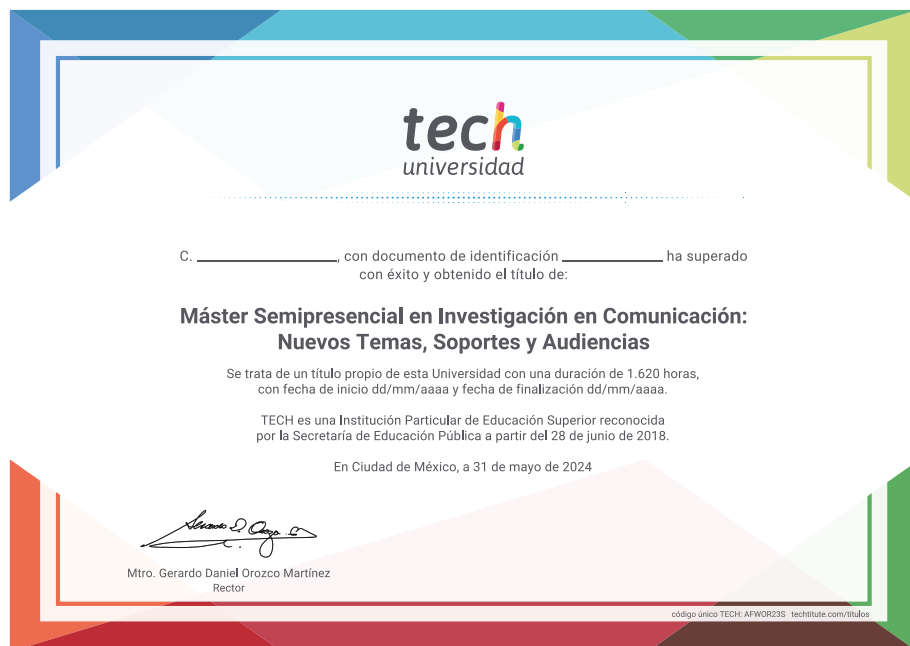 tech
universidad
C. ____________________, con documento de identificación ______________ ha superado
con éxito y obtenido el título de:
Máster Semipresencial en Investigación en Comunicación:
Nuevos Temas, Soportes y Audiencias
Se trata de un título propio de esta Universidad con una duración de 1.620 horas,
con fecha de inicio dd/mm/aaaa y fecha de finalización dd/mm/aaaa.
TECH es una Institución Particular de Educación Superior reconocida
por la Secretaría de Educación Pública a partir del 28 de junio de 2018.
En Ciudad de México, a 31 de mayo de 2024
Mtro. Gerardo Daniel Orozco Martínez
Rector
código único TECH: AFWOR23S techtitute.com/titulos